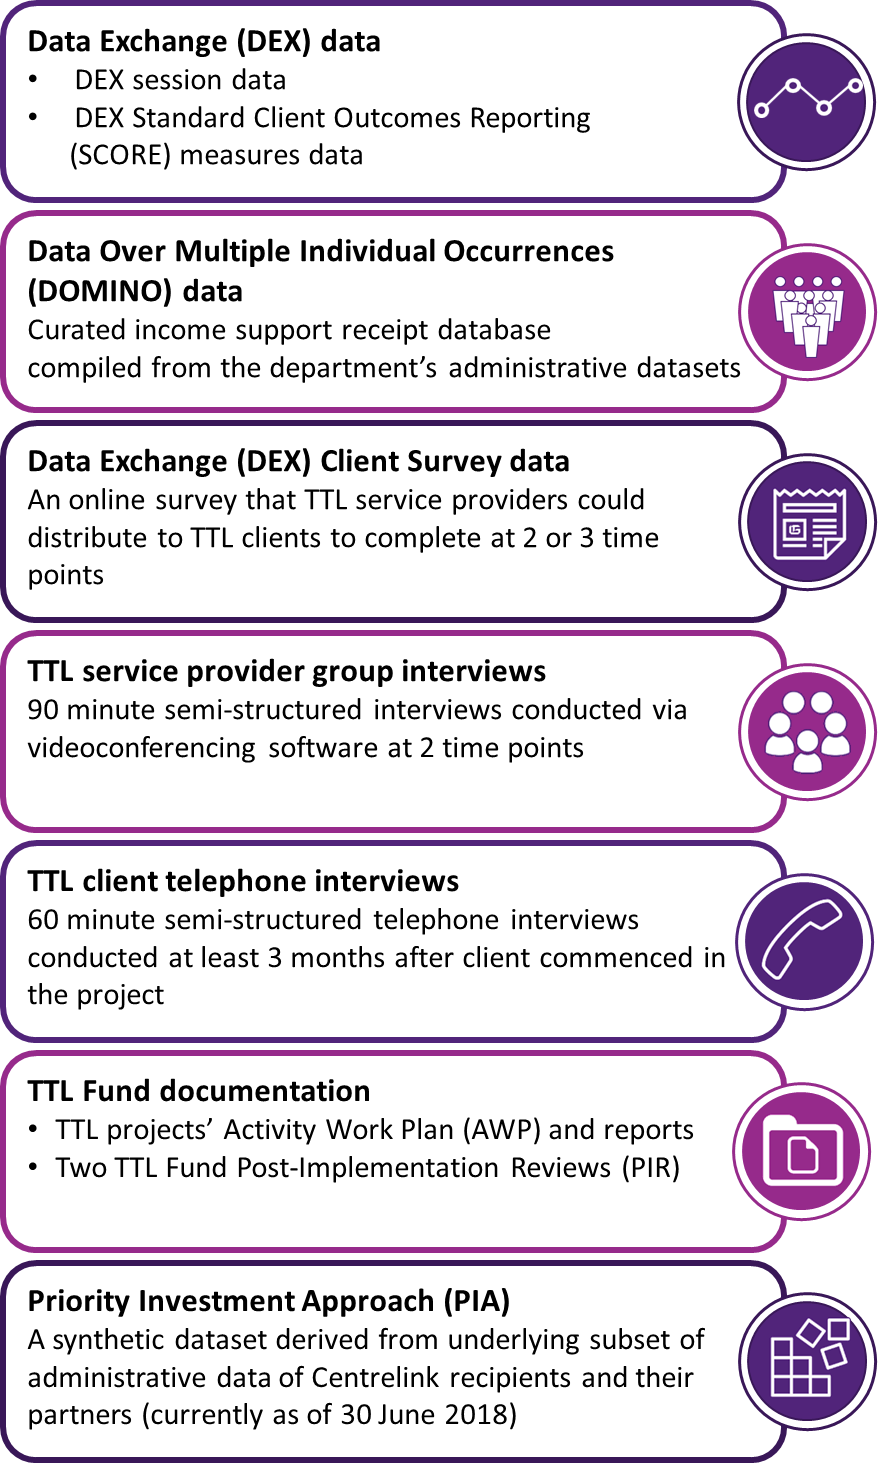 Data Exchange (DEX) data
• DEX session data
• DEX Standard Client Outcomes Reporting
(SCORE) measures data
Data Over Multiple Individual Occurrences
(DOMINO) data
Curated income support receipt database
compiled from the department’s administrative datasets
Data Exchange (DEX) Client Survey data
An online survey that TTL service providers could
distribute to TTL clients to complete at 2 or 3 time
points
TTL service provider group interviews
90 minute semi-structured interviews conducted via
videoconferencing software at 2 time points
TTL client telephone interviews
60 minute semi-structured telephone interviews
conducted at least 3 months after client commenced in
the project
TTL Fund documentation
• TTL projects’ Activity Work Plan (AWP) and reports
• Two TTL Fund Post-Implementation Reviews (PIR)
Priority Investment Approach (PIA)
A synthetic dataset derived from underlying subset of
administrative data of Centrelink recipients and their
partners (currently as of 30 June 2018)